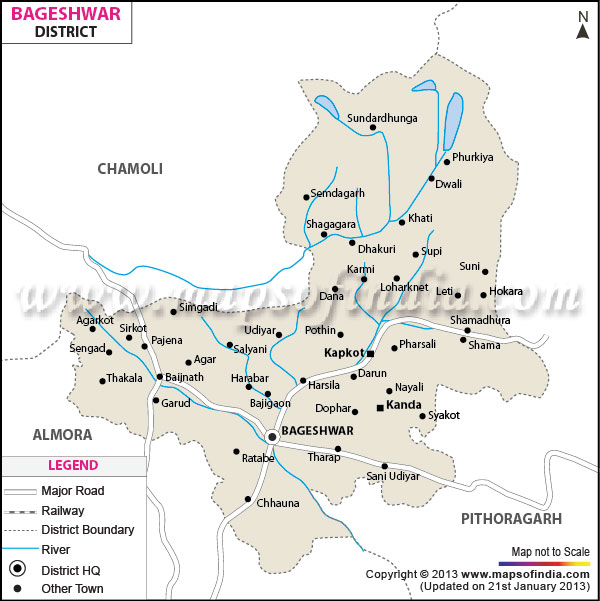 BAGESHWAR
DISTRICT
N
Sundardhunga
Phurkiya
CHAMOLI
Dwali
Semdagarh
Khati
Shagagara
Dhakuri
Supi
Karmi
Suni
Loharknet
Dana
Leti
Hokara
www.mapsofindia.com
Simgadi
Agarkot
Sirkot
Udiyar
Pothin
Shamadhura
Sengad
Pajena
Salyani
Kapkot
Pharsali
Shama
Agar
Thakala
Baijnath
Harabar
Harsila
Darun
Nayali
Garud
Bajigaon
Dophar
Kanda
Syakot
ALMORA
BAGESHWAR
Ratabe
Tharap
Sani Udiyar
Chhauna
PITHORAGARH
LEGEND
Major Road
Railway
District Boundary
River
District HQ
Other Town
Map not to Scale
Copyright © 2013 www.mapsofindia.com
(Updated on 21st January 2013)